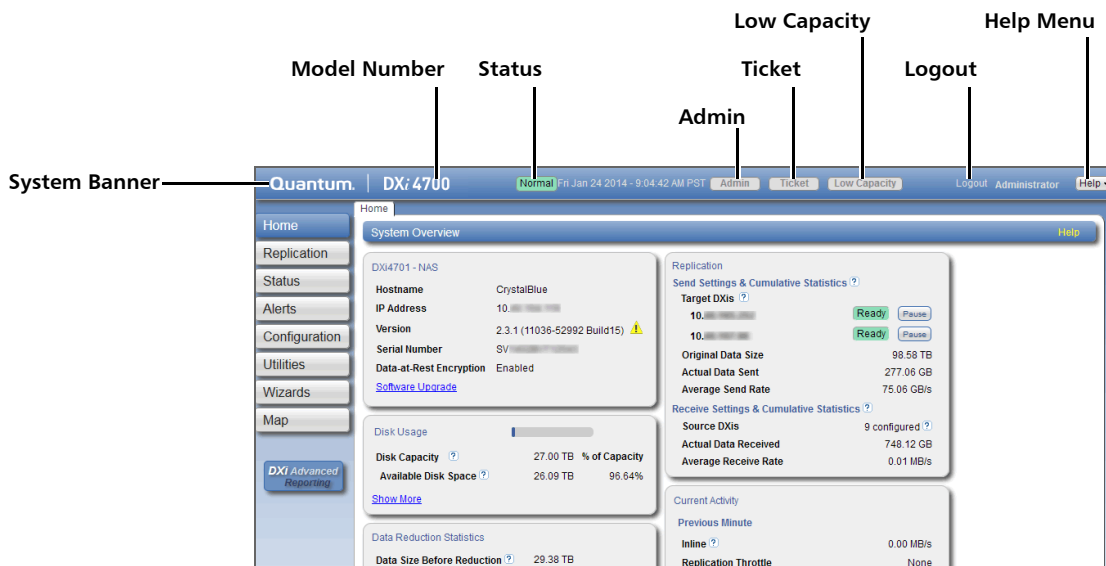 Low Capacity
Help Menu
Model Number
Status
Ticket
Logout
Admin
System Banner
Quantum. | DXi 4700
Normal Fri Jan 24 2014 - 9:04:42 AM PST Admin Ticket Low Capacity
Logout Administrator Help
Home
Home
Replication
Status
Alerts
Configuration
Utilities
Wizards
Map
DXi Advanced
Reporting
System Overview Help
DXi4701 - NAS
Hostname CrystalBlue
IP Address 10.
Version 2.3.1 (11036-52992 Build15)
Serial Number SV
Data-at-Rest Encryption Enabled
Software Upgrade
Disk Usage
Disk Capacity ? 27.00 TB % of Capacity
Available Disk Space ? 26.09 TB 96.64%
Show More
Data Reduction Statistics
Data Size Before Reduction ? 29.38 TB
Replication
Send Settings & Cumulative Statistics ?
Target DXis ?
10. Ready Pause
10. Ready Pause
Original Data Size 98.58 TB
Actual Data Sent 277.06 GB
Average Send Rate 75.06 GB/s
Receive Settings & Cumulative Statistics ?
Source DXis 9 configured ?
Actual Data Received 748.12 GB
Average Receive Rate 0.01 MB/s
Current Activity
Previous Minute
Inline ? 0.00 MB/s
Replication Throttle None